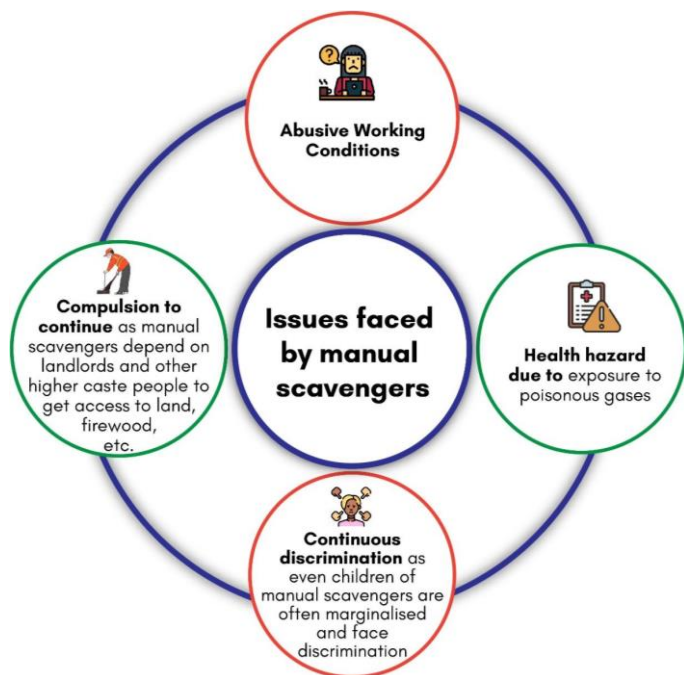 ?
Abusive Working
Conditions
Compulsion to
continue as manual
scavengers depend on
landlords and other
higher caste people to
get access to land,
firewood,
etc.
Issues faced
by manual
scavengers
Health hazard
due to exposure to
poisonous gases
Continuous
discrimination as
even children of
manual scavengers are
often marginalised
and face
discrimination